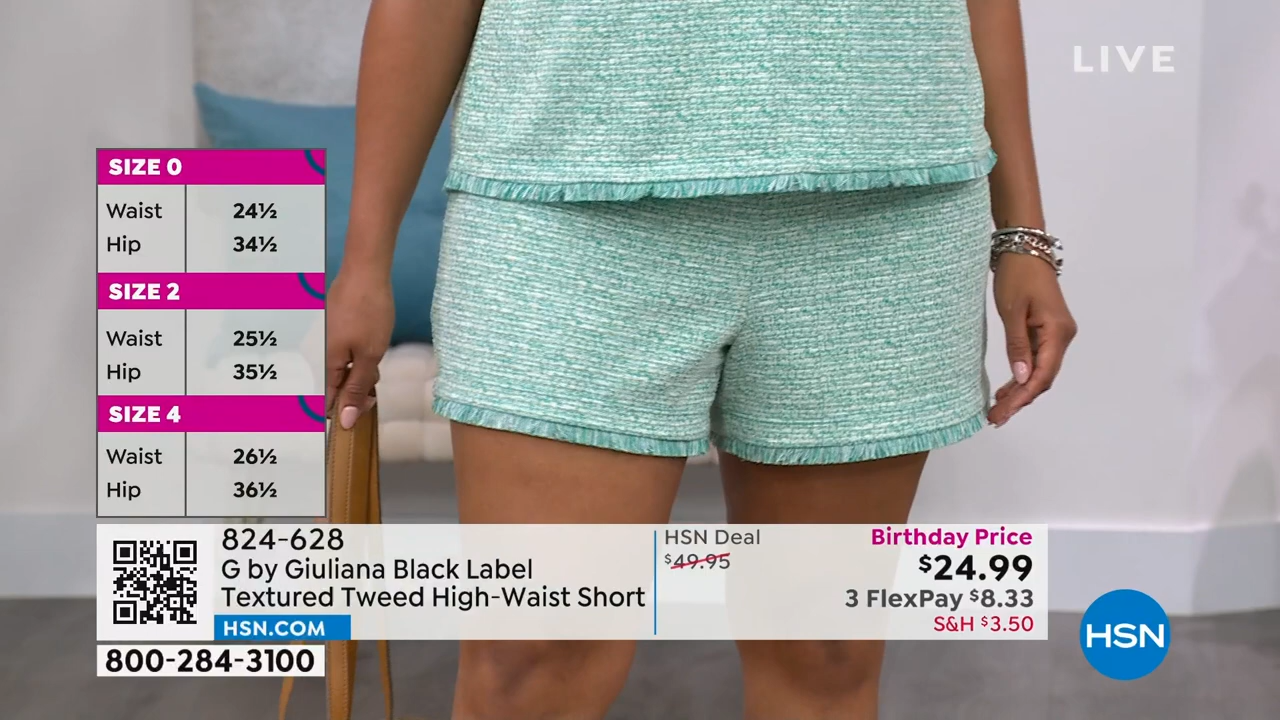 LIVE
SIZE 0
Waist 24½
Hip 34½
SIZE 2
Waist 25½
Hip 35½
SIZE 4
Waist 26½
Hip 36½
824-628
G by Giuliana Black Label
Textured Tweed High-Waist Short
HSN.COM
800-284-3100
HSN Deal
$49.95
Birthday Price
$24.99
3 FlexPay $8.33
S&H $3.50
HSN